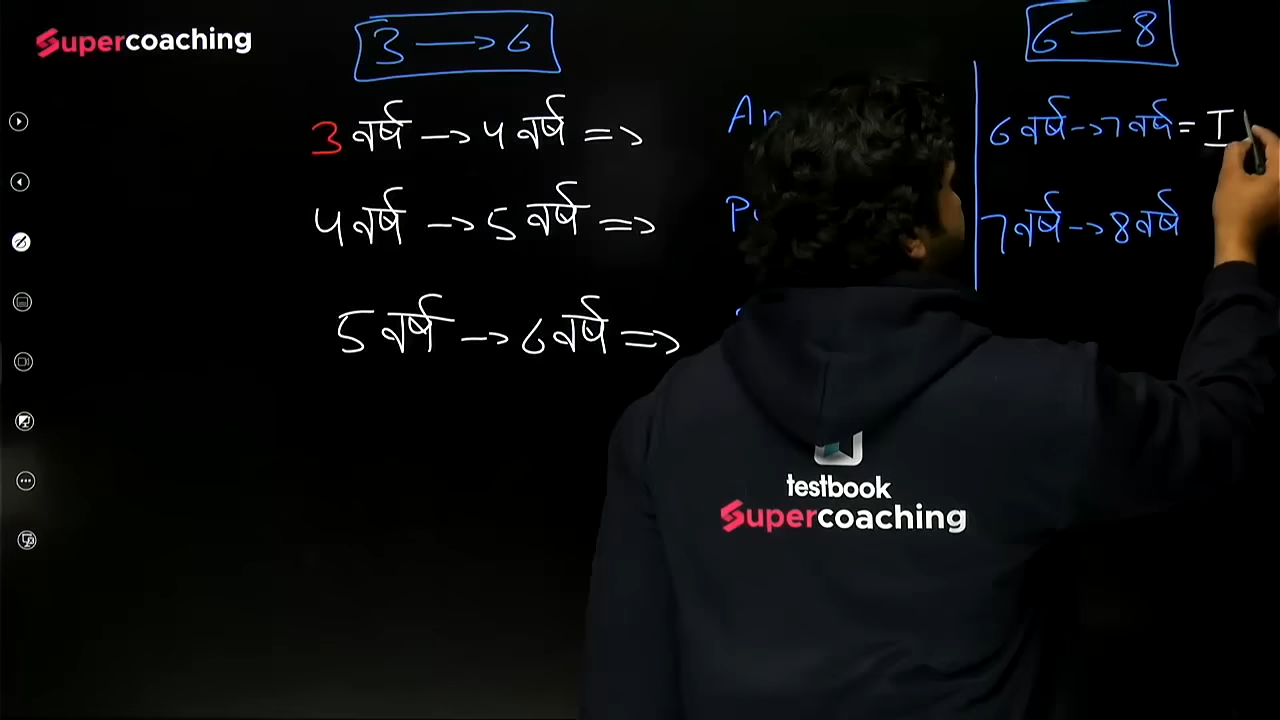 Supercoaching
3 → 6
6 – 8
3 वर्ष → 4 वर्ष =>
6 वर्ष → 7 वर्ष = I
4 वर्ष → 5 वर्ष =>
7 वर्ष → 8 वर्ष
5 वर्ष → 6 वर्ष =>
testbook
Supercoaching